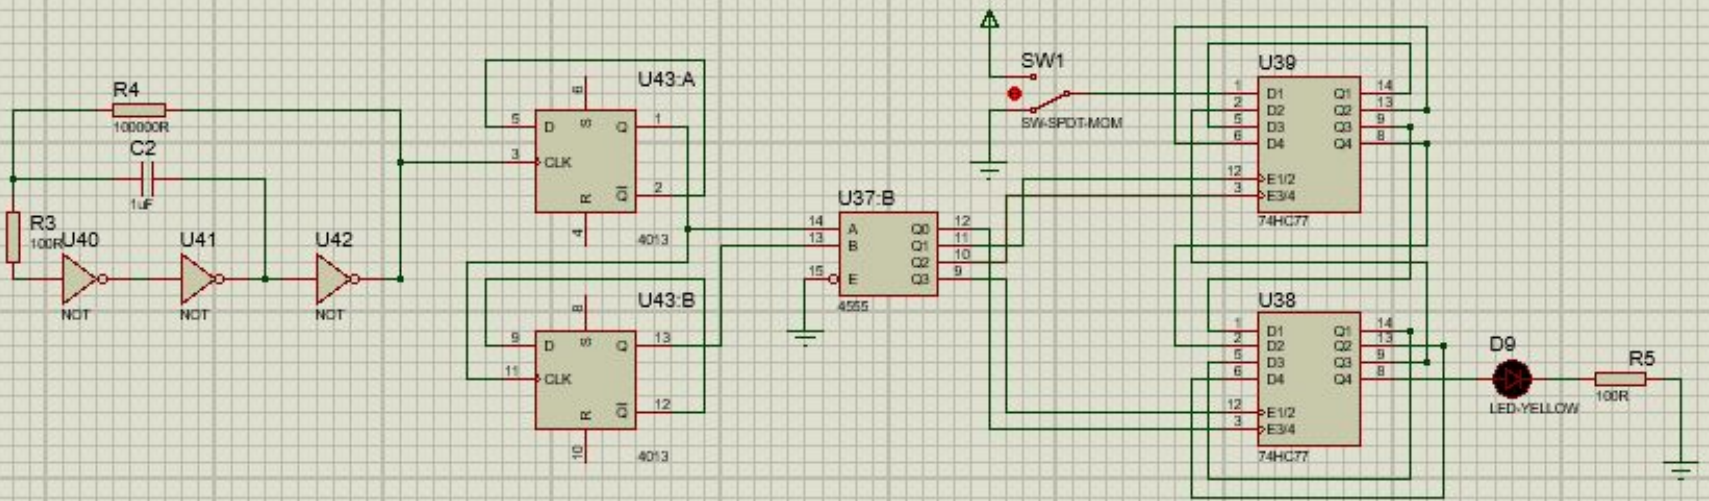 R4
100000R
C2
1uF
R3
100R
U40
NOT
U41
NOT
U42
NOT
U43:A
5 D S 8 Q 1
3 CLK
R Q 2
4
4013
U43:B
9 D S 8 Q 13
11 CLK
R Q 12
10
4013
U37:B
14 A Q0 12
13 B Q1 11
Q2 10
15 E Q3 9
4555
SW1
SW-SPDT-MOM
U39
1 D1 Q1 14
2 D2 Q2 13
5 D3 Q3 9
6 D4 Q4 8
12 E1/2
3 E3/4
74HC77
U38
1 D1 Q1 14
2 D2 Q2 13
5 D3 Q3 9
6 D4 Q4 8
12 E1/2
3 E3/4
74HC77
D9
LED-YELLOW
R5
100R